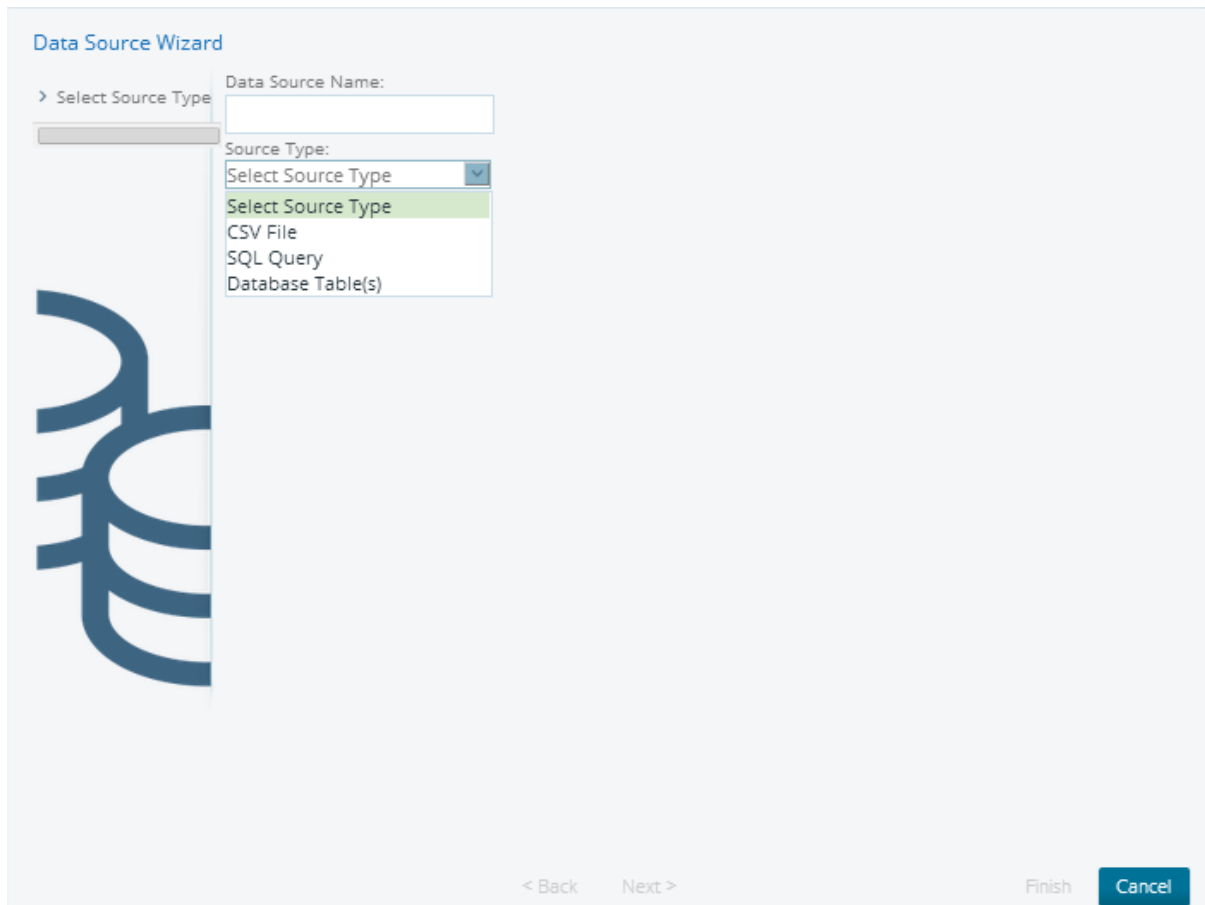 Data Source Wizard
> Select Source Type
Data Source Name:
Source Type:
Select Source Type
Select Source Type
CSV File
SQL Query
Database Table(s)
< Back Next > Finish Cancel